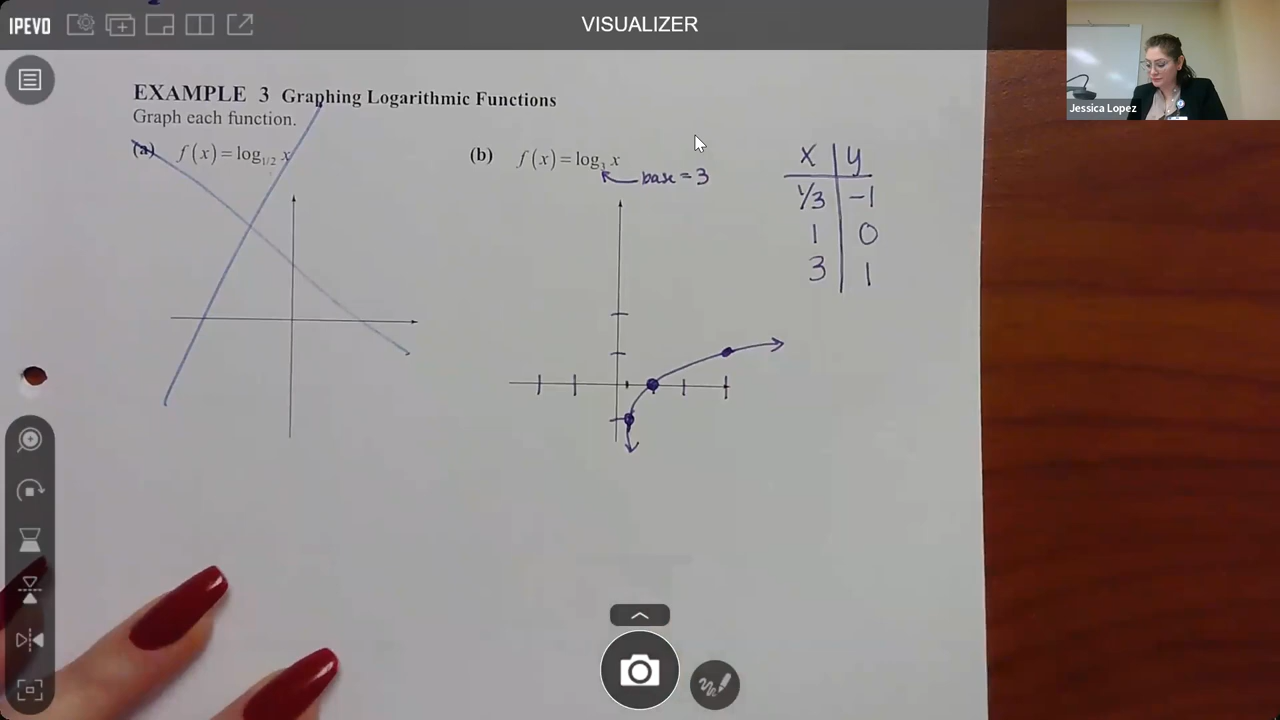 IPEVO
VISUALIZER
Jessica Lopez
EXAMPLE 3 Graphing Logarithmic Functions
Graph each function.
(a) f(x) = log1/2 x
(b) f(x) = log3 x
base = 3
x y
1/3 -1
1 0
3 1